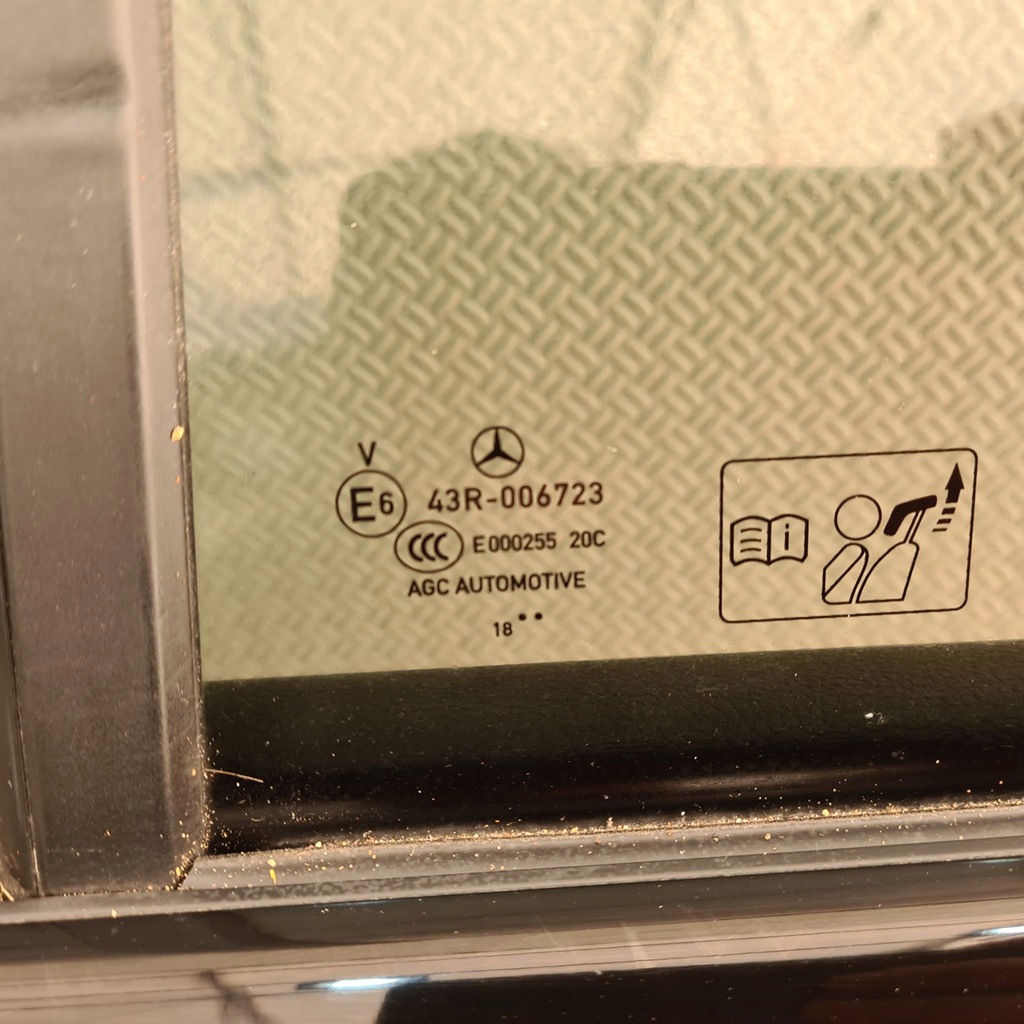 V
E6 43R-006723
CCC E000255 20C
AGC AUTOMOTIVE
18 ••
i